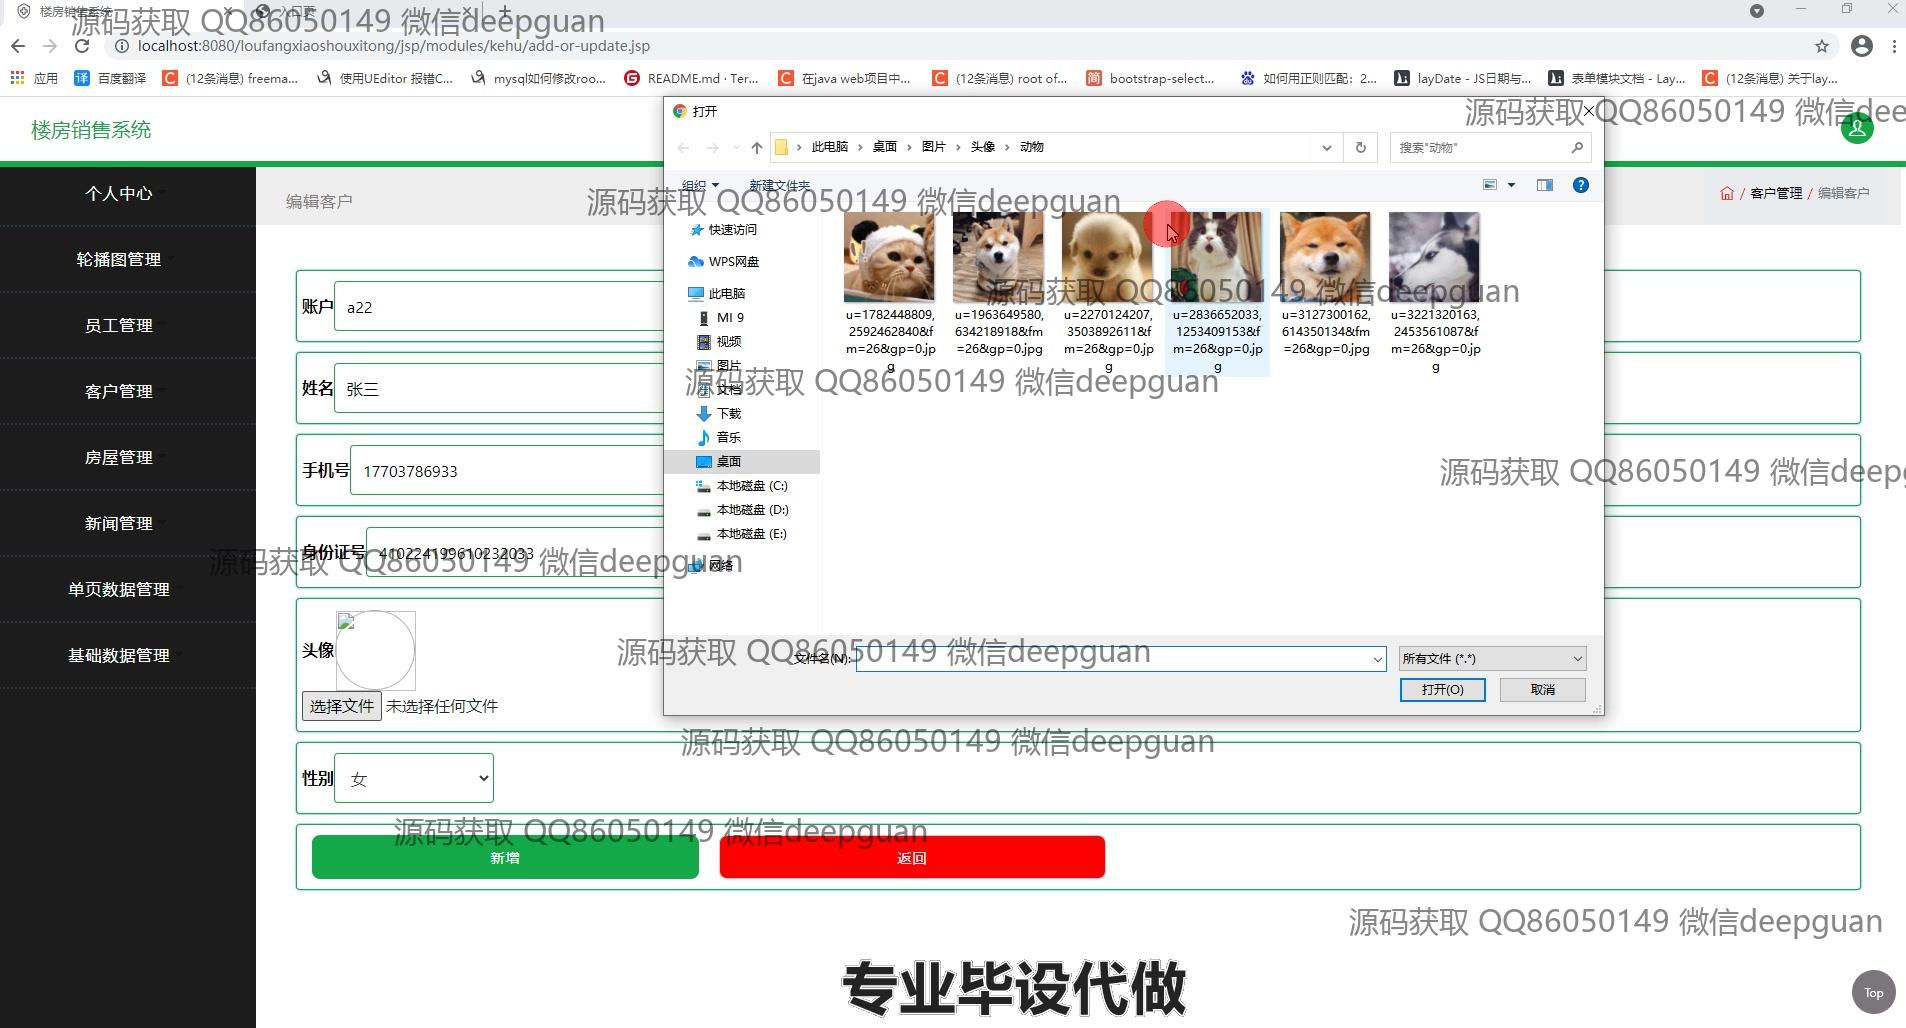 楼房销售系统
入口页
源码获取 QQ86050149 微信deepguan
localhost:8080/loufangxiaoshouxitong/jsp/modules/kehu/add-or-update.jsp
应用 百度翻译 (12条消息) freema... 使用UEditor 报错C... mysql如何修改roo... README.md · Ter... 在java web项目中... (12条消息) root of... bootstrap-select... 如何用正则匹配：2... layDate - JS日期与... 表单模块文档 - Lay... (12条消息) 关于lay...
楼房销售系统
源码获取 QQ86050149 微信deepg
个人中心
轮播图管理
员工管理
客户管理
房屋管理
新闻管理
单页数据管理
基础数据管理
编辑客户
/ 客户管理 / 编辑客户
账户 a22
姓名 张三
手机号 17703786933
身份证号 410224199610232033
头像
选择文件 未选择任何文件
性别 女
新增
返回
打开
此电脑 桌面 图片 头像 动物
搜索"动物"
组织 新建文件夹
源码获取 QQ86050149 微信deepguan
快速访问
WPS网盘
此电脑
MI 9
视频
图片
文档
下载
音乐
桌面
本地磁盘 (C:)
本地磁盘 (D:)
本地磁盘 (E:)
网络
u=1782448809,
2592462840&f
m=26&gp=0.jp
g
u=1963649580,
634218918&fm
=26&gp=0.jpg
u=2270124207,
3503892611&f
m=26&gp=0.jp
g
u=2836652033,
1253409153&f
m=26&gp=0.jp
g
u=3127300162,
614350134&fm
=26&gp=0.jpg
u=3221320163,
2453561087&f
m=26&gp=0.jp
g
源码获取 QQ86050149 微信deepguan
源码获取 QQ86050149 微信deepguan
源码获取 QQ86050149 微信deepg
源码获取 QQ86050149 微信deepguan
文件名(N):
所有文件 (*.*)
打开(O)
取消
源码获取 QQ86050149 微信deepguan
源码获取 QQ86050149 微信deepguan
源码获取 QQ86050149 微信deepguan
源码获取 QQ86050149 微信deepguan
专业毕设代做
Top